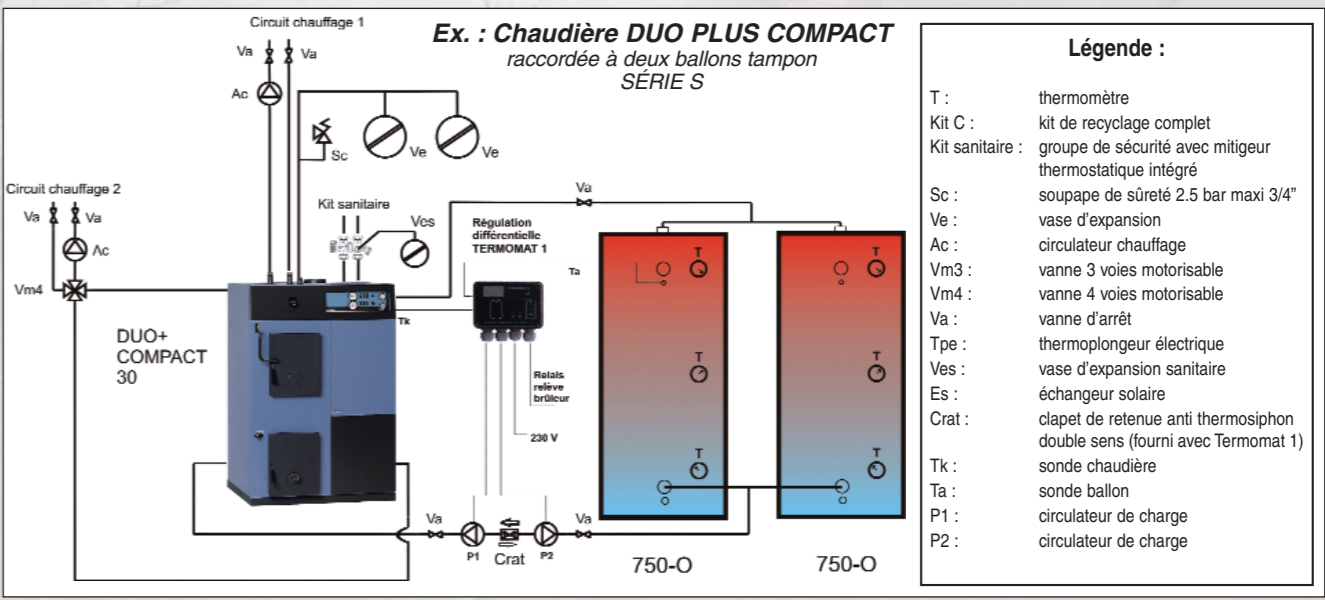 Circuit chauffage 1
Va
Va
Ac
Ex. : Chaudière DUO PLUS COMPACT
raccordée à deux ballons tampon
SÉRIE S
Sc
Ve
Ve
Circuit chauffage 2
Va
Va
Ac
Vm4
Kit sanitaire
Ves
Va
Régulation
différentielle
TERMOMAT 1
Ta
Tk
DUO+
COMPACT
30
Relais
relève
brûleur
230 V
T
T
T
T
T
T
Va
P1
Crat
P2
Va
750-O
750-O
Légende :
T : thermomètre
Kit C : kit de recyclage complet
Kit sanitaire : groupe de sécurité avec mitigeur
thermostatique intégré
Sc : soupape de sûreté 2.5 bar maxi 3/4”
Ve : vase d'expansion
Ac : circulateur chauffage
Vm3 : vanne 3 voies motorisable
Vm4 : vanne 4 voies motorisable
Va : vanne d'arrêt
Tpe : thermoplongeur électrique
Ves : vase d'expansion sanitaire
Es : échangeur solaire
Crat : clapet de retenue anti thermosiphon
double sens (fourni avec Termomat 1)
Tk : sonde chaudière
Ta : sonde ballon
P1 : circulateur de charge
P2 : circulateur de charge